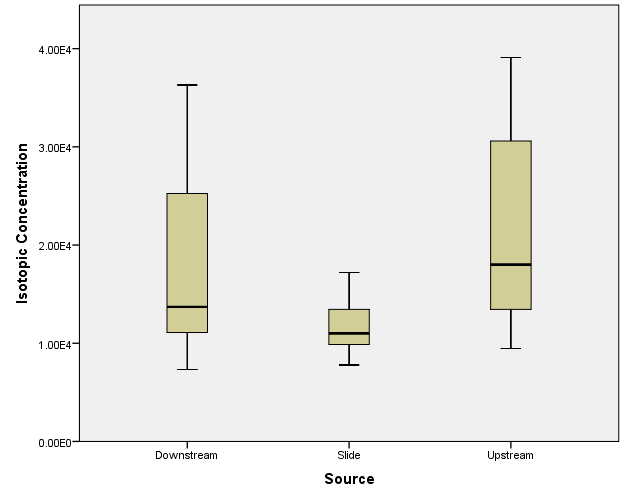 Isotopic Concentration
4.00E4
3.00E4
2.00E4
1.00E4
0.00E0
Downstream
Slide
Upstream
Source